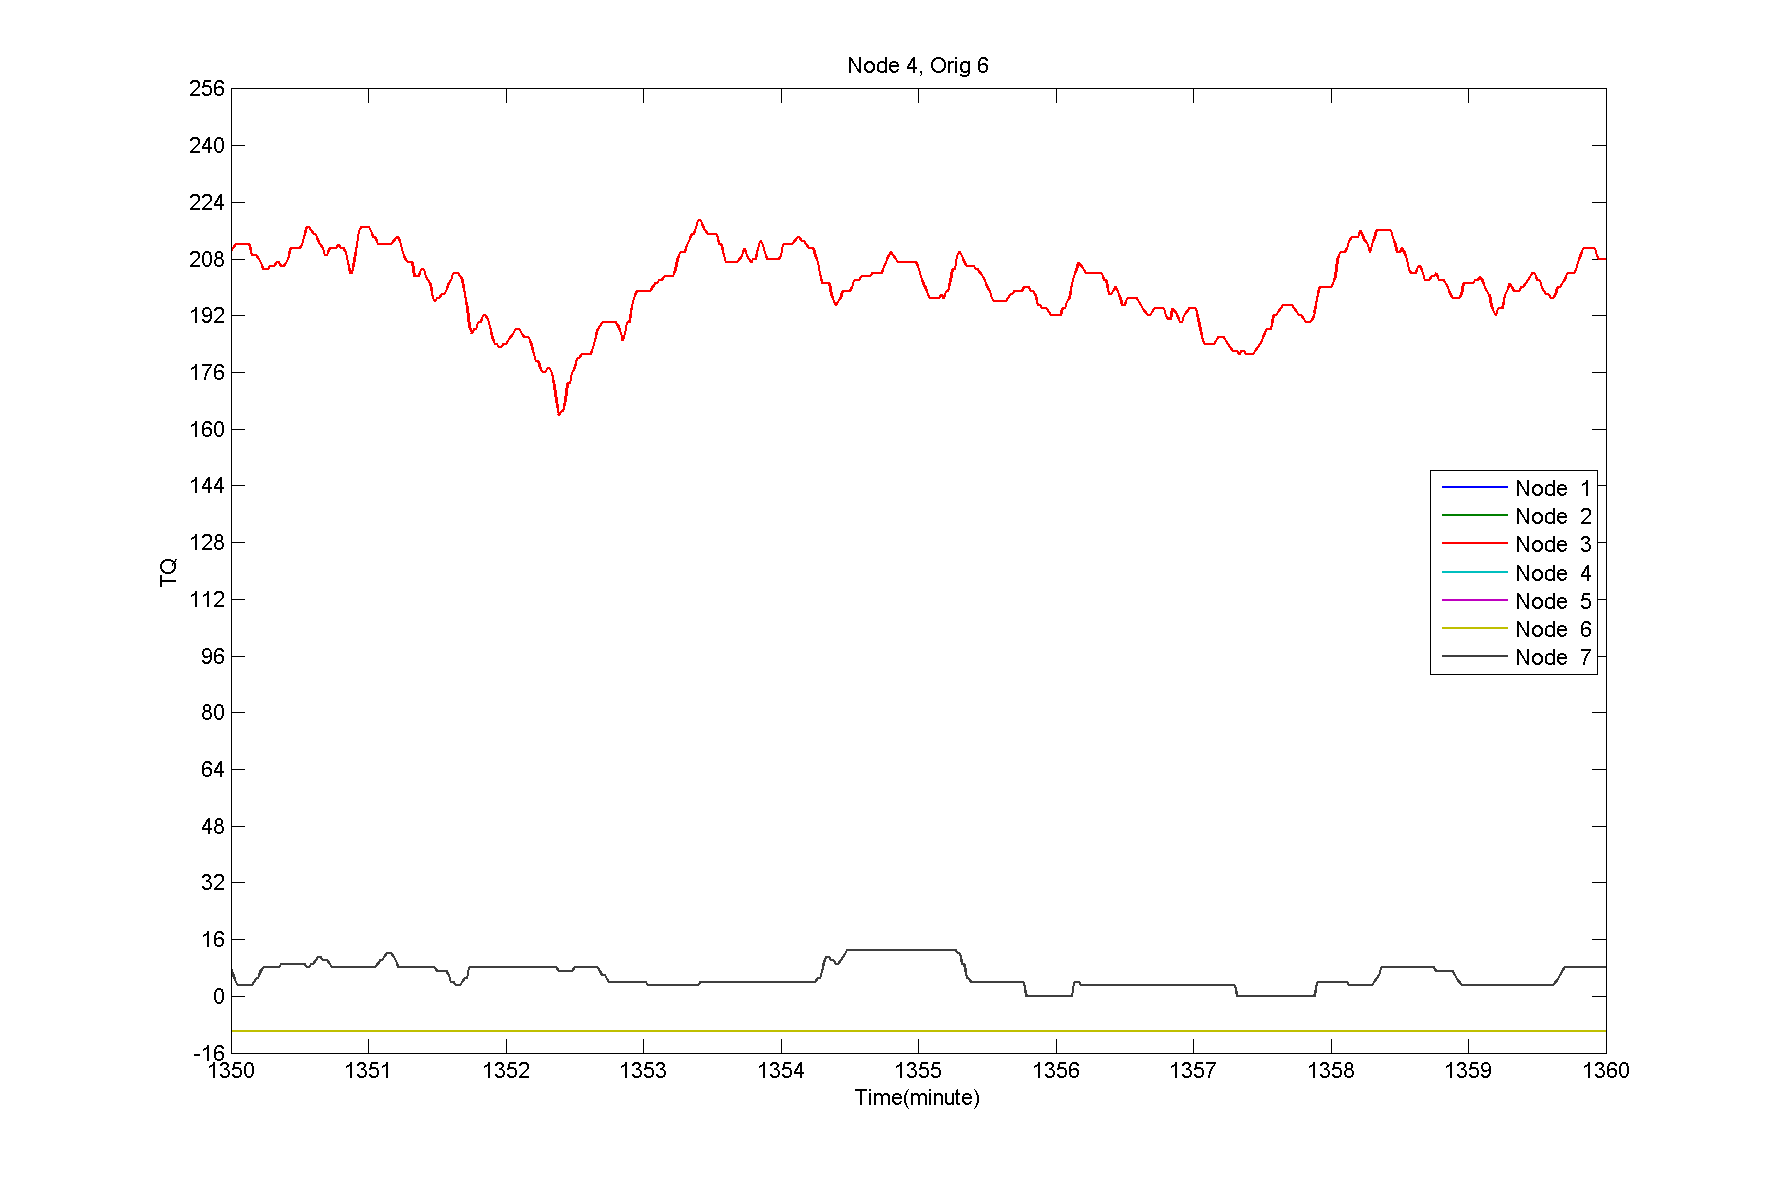 Node 4, Orig 6
256
240
224
208
192
176
160
144
128
112
96
80
64
48
32
16
0
-16
TQ
Node 1
Node 2
Node 3
Node 4
Node 5
Node 6
Node 7
1350 1351 1352 1353 1354 1355 1356 1357 1358 1359 1360
Time(minute)